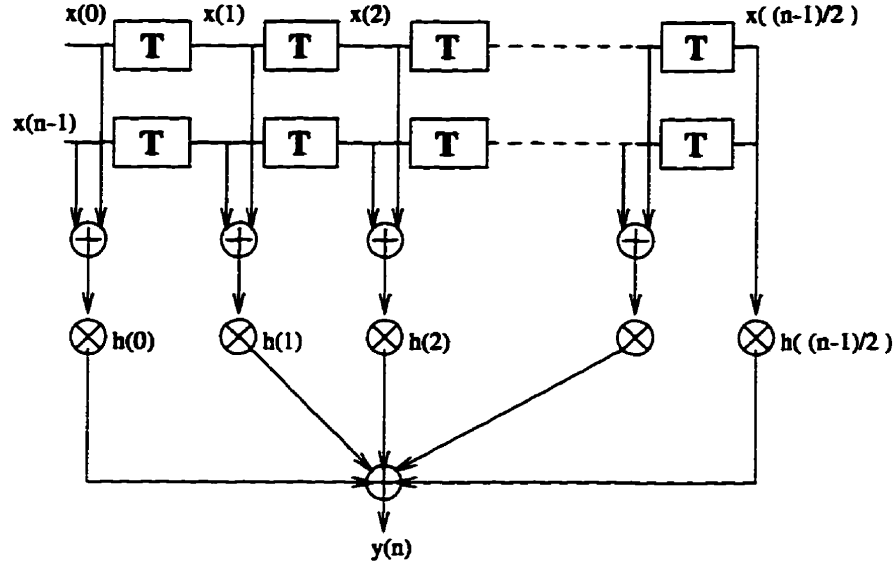 x(0) x(1) x(2) x( (n-1)/2 )
T T T T
x(n-1)
T T T T
h(0) h(1) h(2) h( (n-1)/2 )
y(n)